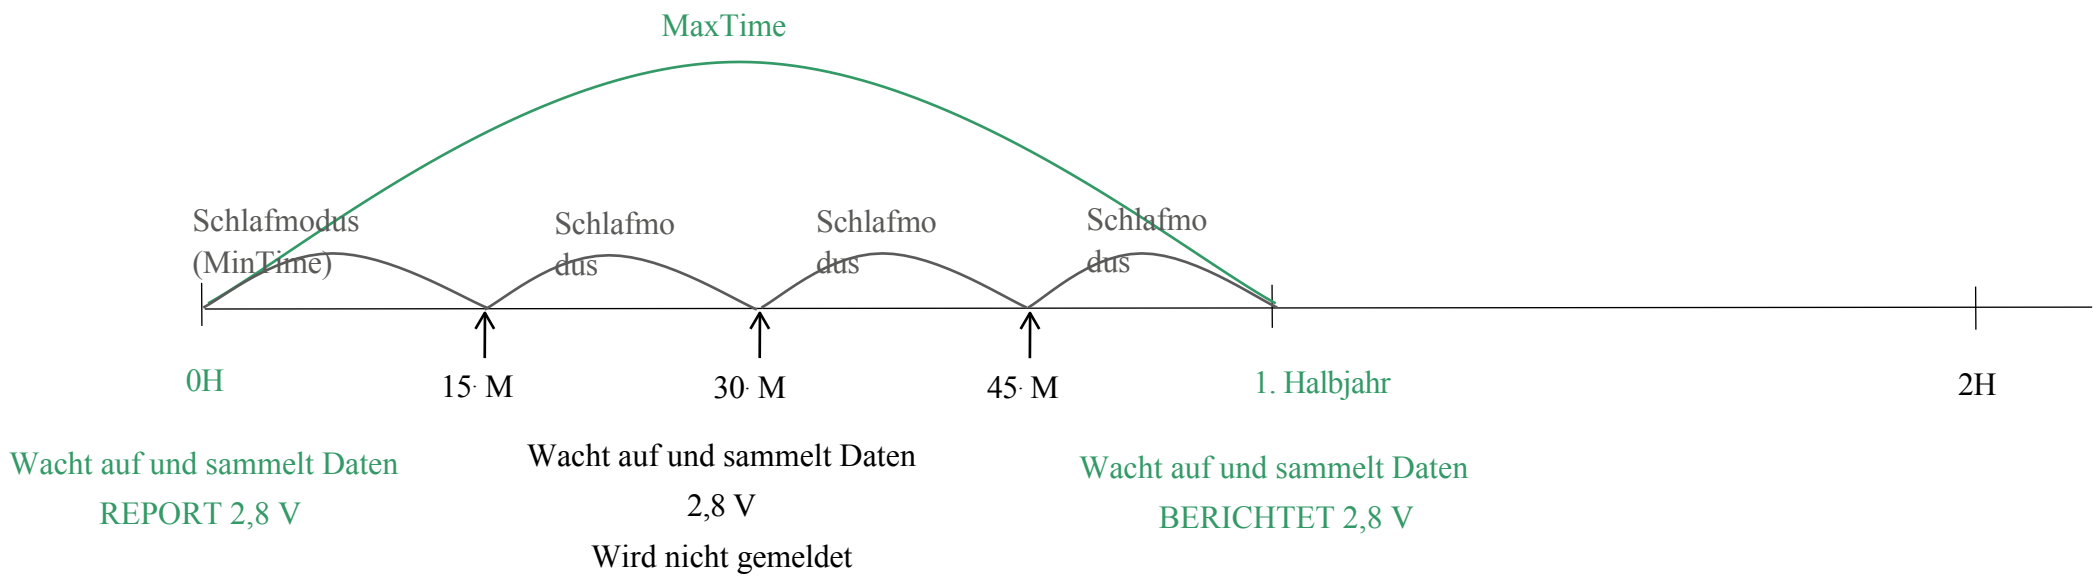 MaxTime
Schlafmodus
(MinTime)
Schlafmo
dus
Schlafmo
dus
Schlafmo
dus
0H
15· M
30· M
45· M
1. Halbjahr
2H
Wacht auf und sammelt Daten
REPORT 2,8 V
Wacht auf und sammelt Daten
2,8 V
Wird nicht gemeldet
Wacht auf und sammelt Daten
BERICHTET 2,8 V